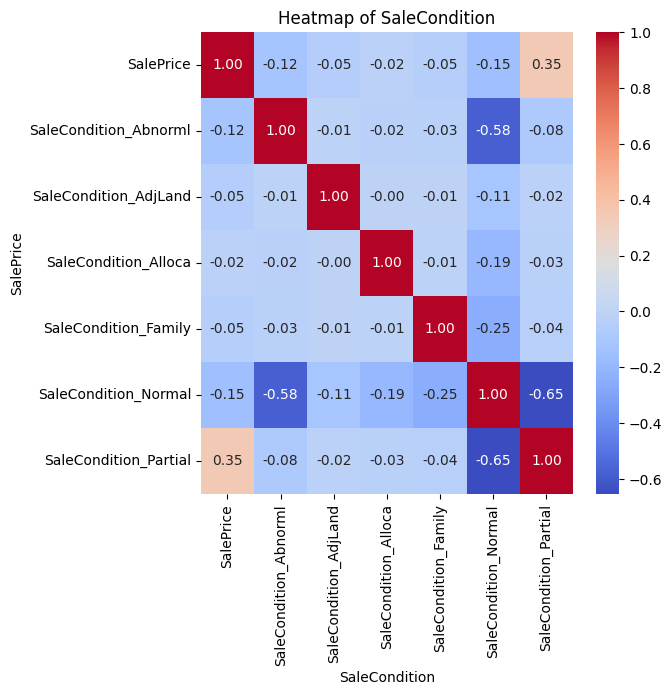 Heatmap of SaleCondition
SalePrice
SalePrice 1.00 -0.12 -0.05 -0.02 -0.05 -0.15 0.35
SaleCondition_Abnorml -0.12 1.00 -0.01 -0.02 -0.03 -0.58 -0.08
SaleCondition_AdjLand -0.05 -0.01 1.00 -0.00 -0.01 -0.11 -0.02
SaleCondition_Alloca -0.02 -0.02 -0.00 1.00 -0.01 -0.19 -0.03
SaleCondition_Family -0.05 -0.03 -0.01 -0.01 1.00 -0.25 -0.04
SaleCondition_Normal -0.15 -0.58 -0.11 -0.19 -0.25 1.00 -0.65
SaleCondition_Partial 0.35 -0.08 -0.02 -0.03 -0.04 -0.65 1.00
SalePrice
SaleCondition_Abnorml
SaleCondition_AdjLand
SaleCondition_Alloca
SaleCondition_Family
SaleCondition_Normal
SaleCondition_Partial
SaleCondition
1.0
0.8
0.6
0.4
0.2
0.0
-0.2
-0.4
-0.6